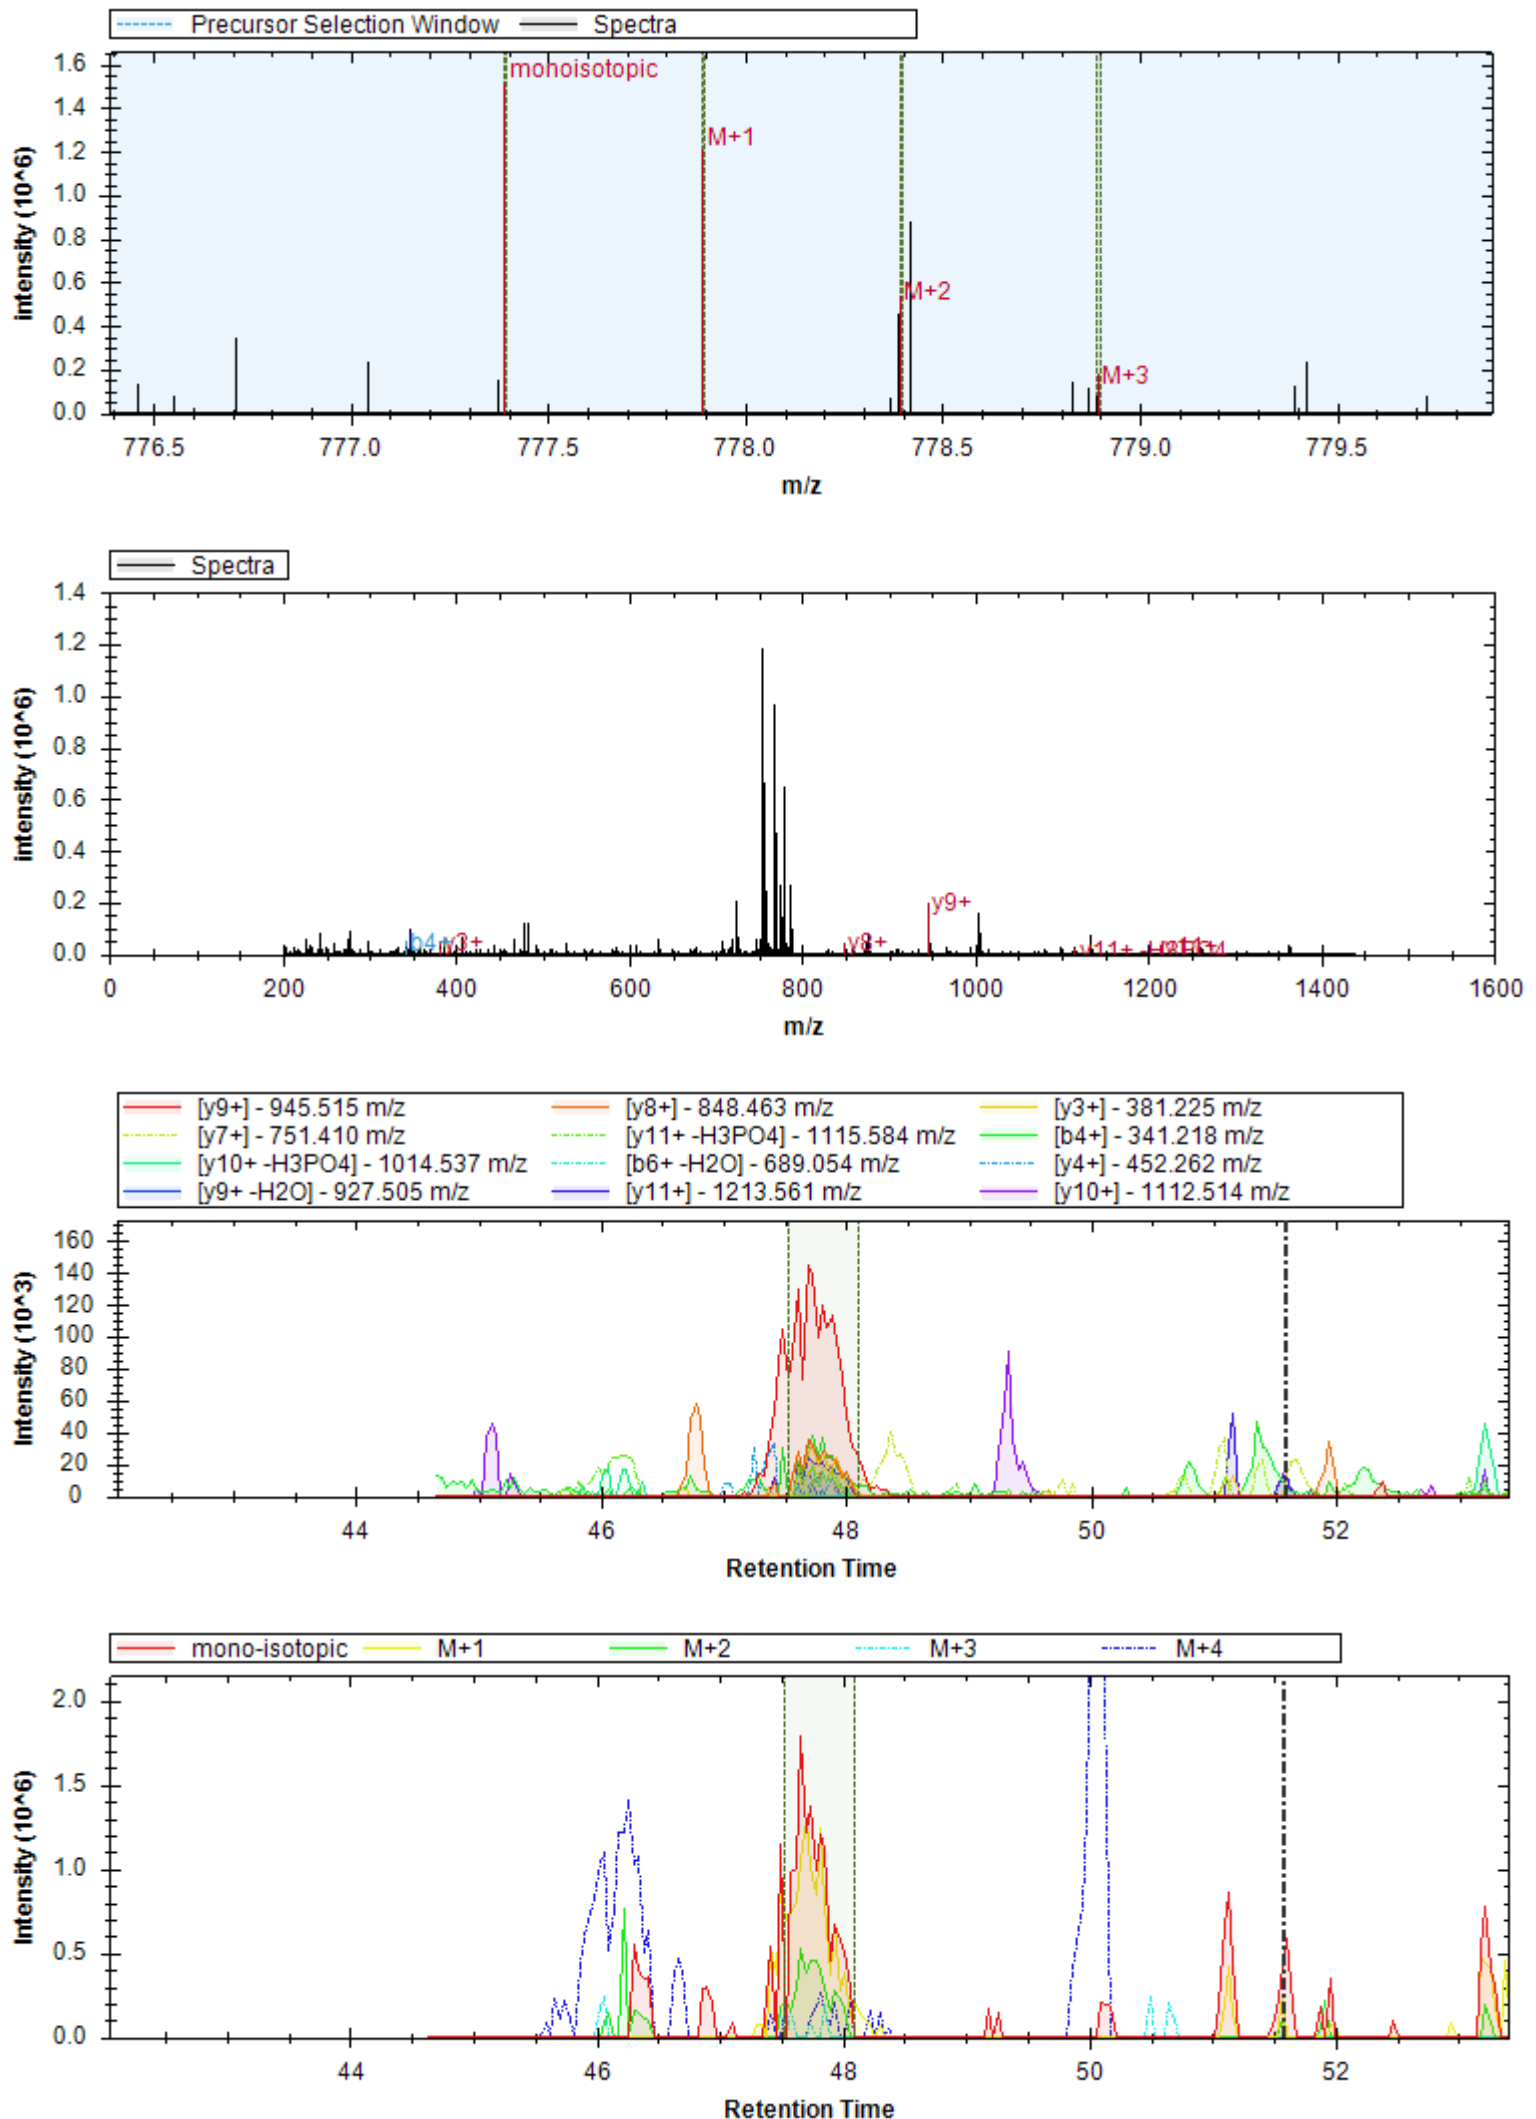 Precursor Selection Window Spectra
1.6
1.4
1.2
1.0
0.8
0.6
0.4
0.2
0.0
intensity (10^6)
monoisotopic
M+1
M+2
M+3
776.5 777.0 777.5 778.0 778.5 779.0 779.5
m/z
Spectra
1.4
1.2
1.0
0.8
0.6
0.4
0.2
0.0
intensity (10^6)
y9+
b4+ y3+ y8+ y11+ -H3PO4
0 200 400 600 800 1000 1200 1400 1600
m/z
[y9+] - 945.515 m/z [y8+] - 848.463 m/z [y3+] - 381.225 m/z
[y7+] - 751.410 m/z [y11+ -H3PO4] - 1115.584 m/z [b4+] - 341.218 m/z
[y10+ -H3PO4] - 1014.537 m/z [b6+ -H2O] - 689.054 m/z [y4+] - 452.262 m/z
[y9+ -H2O] - 927.505 m/z [y11+] - 1213.561 m/z [y10+] - 1112.514 m/z
160
140
120
100
80
60
40
20
0
Intensity (10^3)
44 46 48 50 52
Retention Time
mono-isotopic M+1 M+2 M+3 M+4
2.0
1.5
1.0
0.5
0.0
Intensity (10^6)
44 46 48 50 52
Retention Time